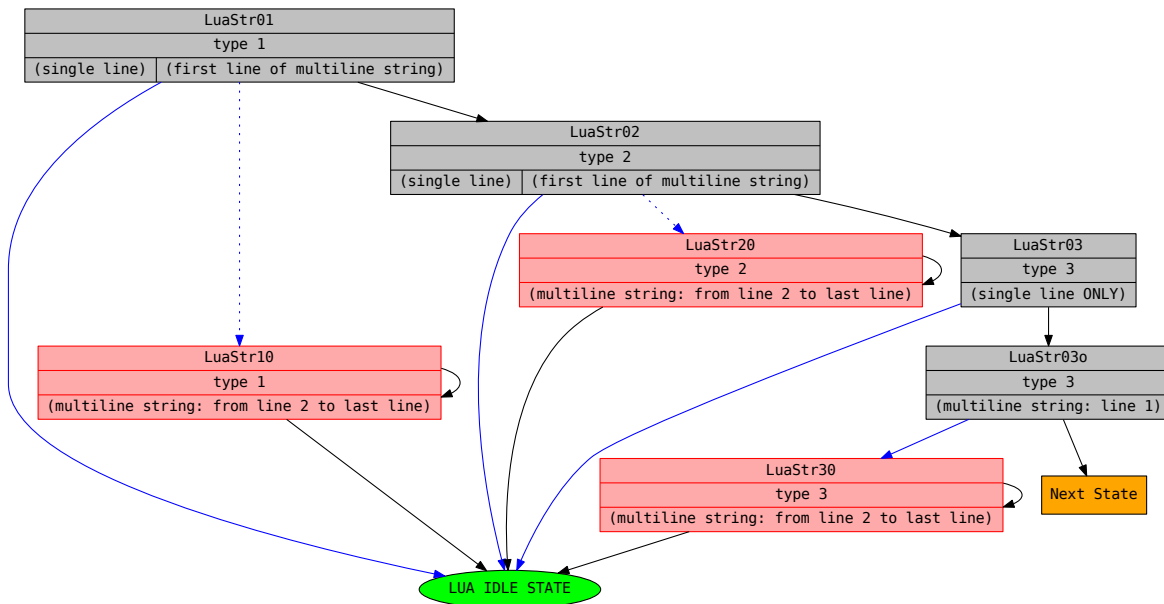 LuaStr01
type 1
(single line) (first line of multiline string)
LuaStr02
type 2
(single line) (first line of multiline string)
LuaStr20
type 2
(multiline string: from line 2 to last line)
LuaStr03
type 3
(single line ONLY)
LuaStr10
type 1
(multiline string: from line 2 to last line)
LuaStr03o
type 3
(multiline string: line 1)
LuaStr30
type 3
(multiline string: from line 2 to last line)
Next State
LUA IDLE STATE